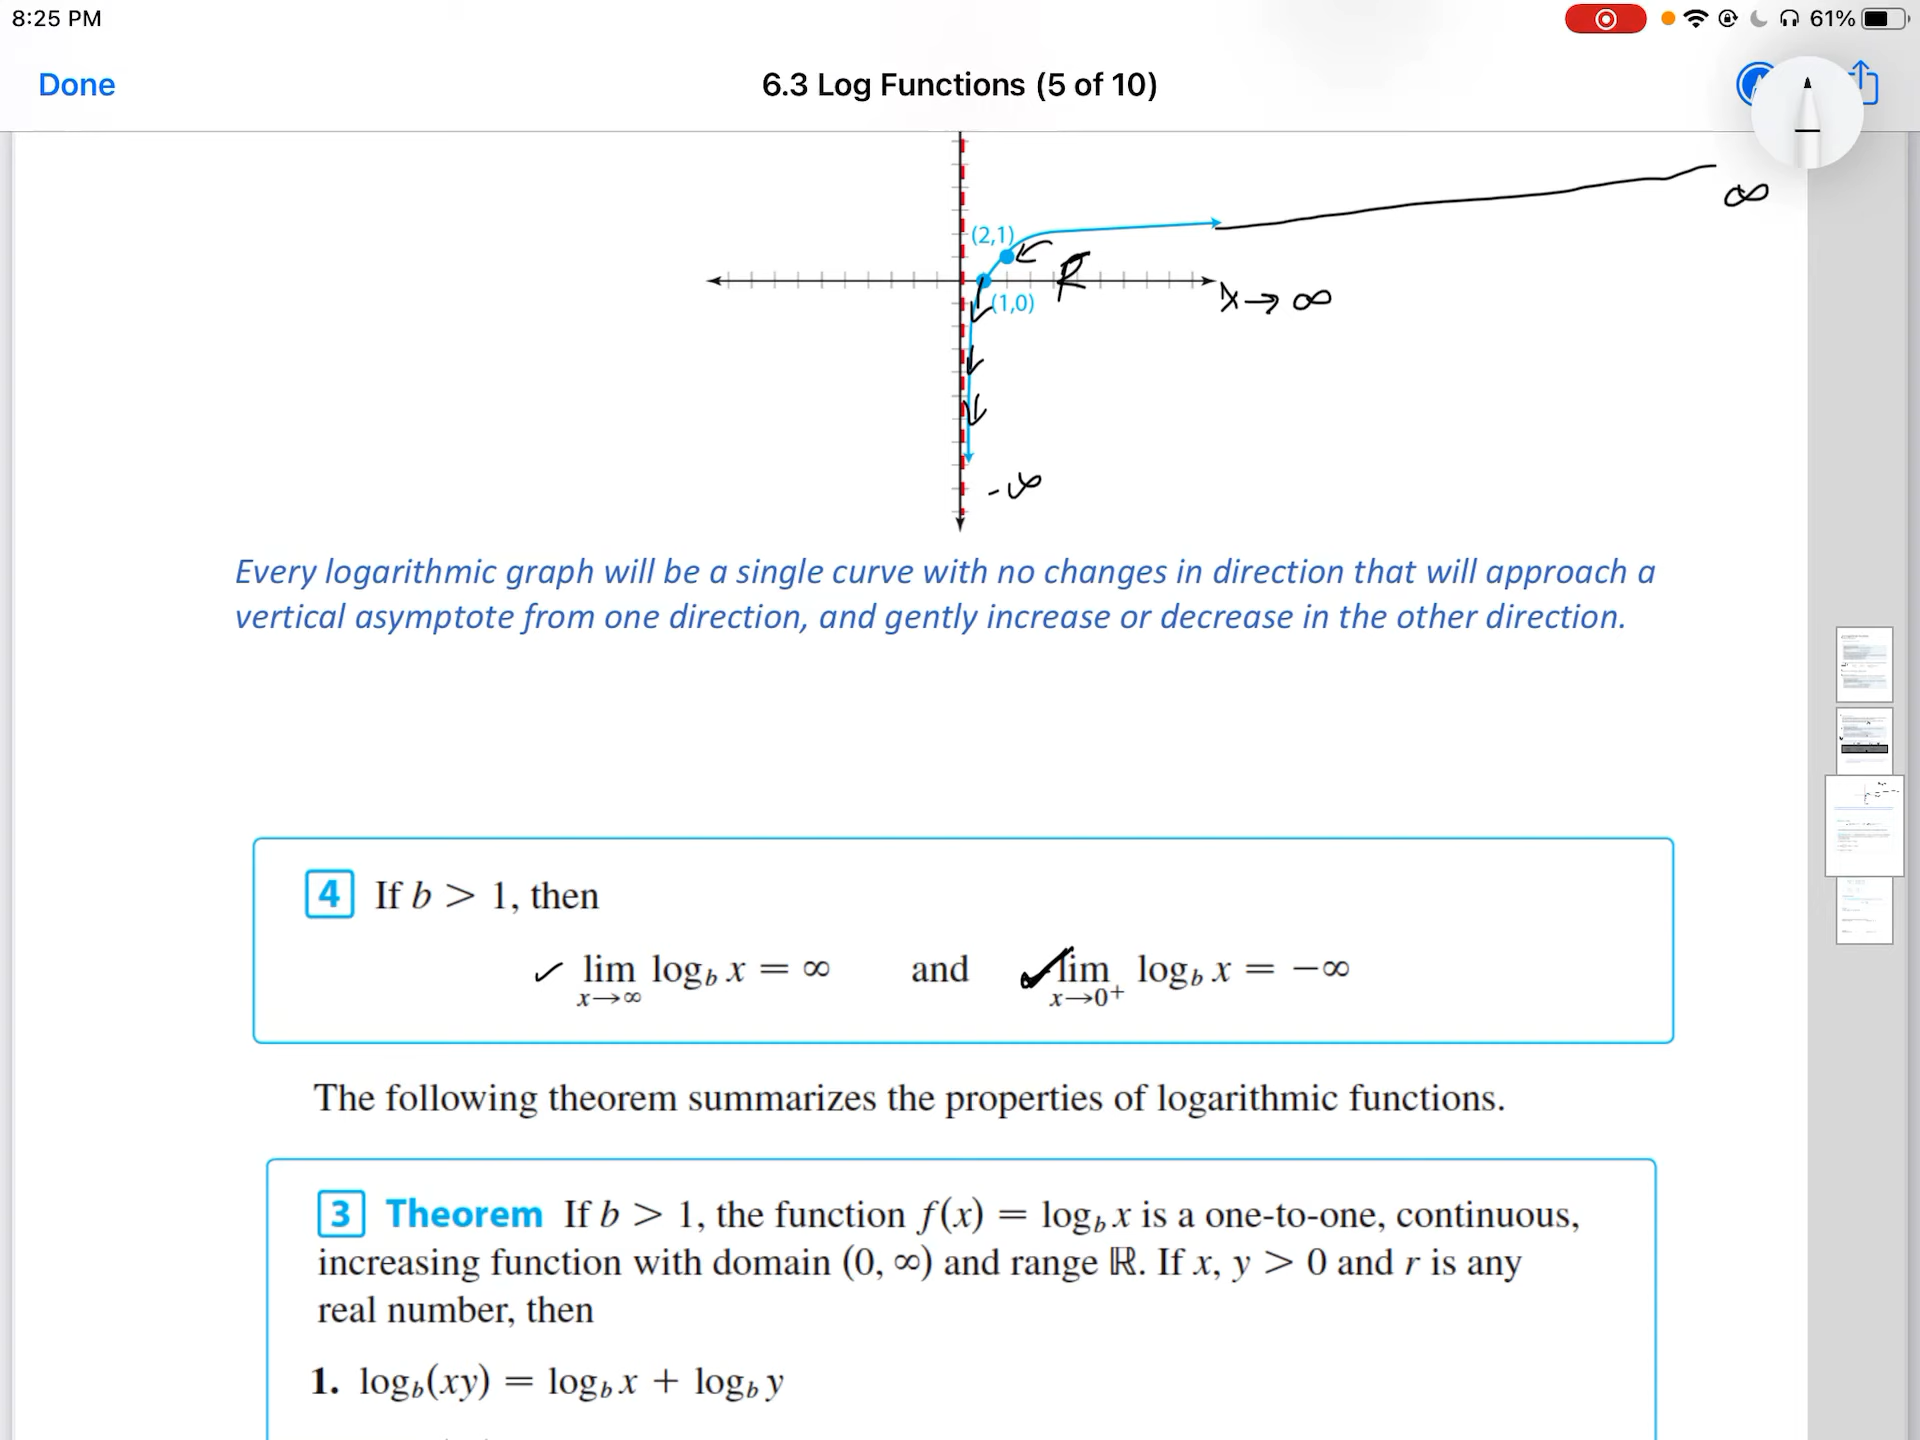 8:25 PM
61%
Done
6.3 Log Functions (5 of 10)
∞
(2,1)
R
(1,0)
x → ∞
-∞
Every logarithmic graph will be a single curve with no changes in direction that will approach a
vertical asymptote from one direction, and gently increase or decrease in the other direction.
4 If b > 1, then
✓ lim x→∞ log_b x = ∞ and ✓ lim x→0⁺ log_b x = −∞
The following theorem summarizes the properties of logarithmic functions.
3 Theorem If b > 1, the function f(x) = log_b x is a one-to-one, continuous,
increasing function with domain (0, ∞) and range ℝ. If x, y > 0 and r is any
real number, then
1. log_b(xy) = log_b x + log_b y